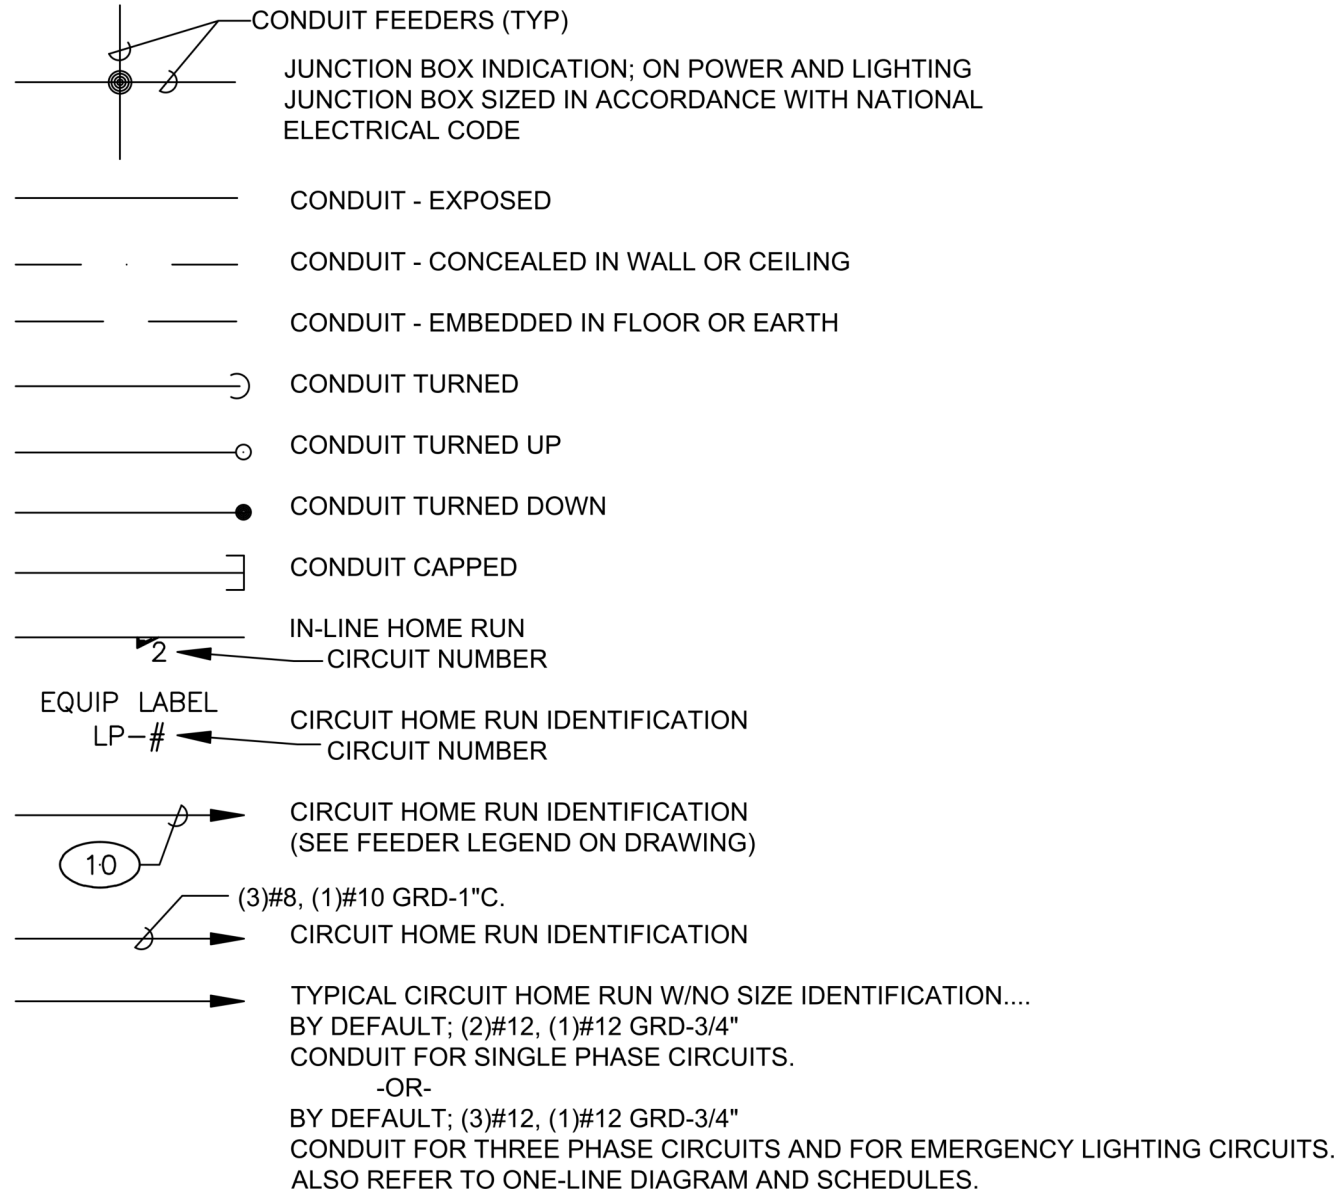 CONDUIT FEEDERS (TYP)
JUNCTION BOX INDICATION; ON POWER AND LIGHTING
JUNCTION BOX SIZED IN ACCORDANCE WITH NATIONAL
ELECTRICAL CODE
CONDUIT - EXPOSED
CONDUIT - CONCEALED IN WALL OR CEILING
CONDUIT - EMBEDDED IN FLOOR OR EARTH
CONDUIT TURNED
CONDUIT TURNED UP
CONDUIT TURNED DOWN
CONDUIT CAPPED
IN-LINE HOME RUN
2 CIRCUIT NUMBER
EQUIP LABEL
CIRCUIT HOME RUN IDENTIFICATION
LP-#
CIRCUIT NUMBER
CIRCUIT HOME RUN IDENTIFICATION
(SEE FEEDER LEGEND ON DRAWING)
10
(3)#8, (1)#10 GRD-1"C.
CIRCUIT HOME RUN IDENTIFICATION
TYPICAL CIRCUIT HOME RUN W/NO SIZE IDENTIFICATION....
BY DEFAULT; (2)#12, (1)#12 GRD-3/4"
CONDUIT FOR SINGLE PHASE CIRCUITS.
-OR-
BY DEFAULT; (3)#12, (1)#12 GRD-3/4"
CONDUIT FOR THREE PHASE CIRCUITS AND FOR EMERGENCY LIGHTING CIRCUITS.
ALSO REFER TO ONE-LINE DIAGRAM AND SCHEDULES.